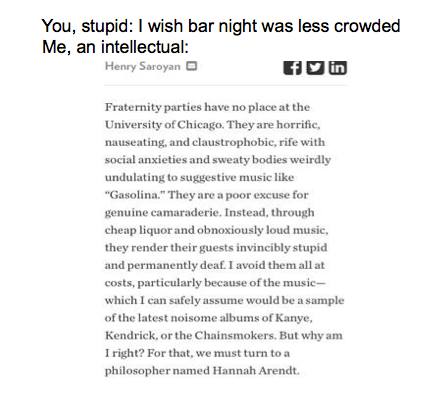 You, stupid: I wish bar night was less crowded
Me, an intellectual:
Henry Saroyan
Fraternity parties have no place at the
University of Chicago. They are horrific,
nauseating, and claustrophobic, rife with
social anxieties and sweaty bodies weirdly
undulating to suggestive music like
“Gasolina.” They are a poor excuse for
genuine camaraderie. Instead, through
cheap liquor and obnoxiously loud music,
they render their guests invincibly stupid
and permanently deaf. I avoid them all at
costs, particularly because of the music—
which I can safely assume would be a sample
of the latest noisome albums of Kanye,
Kendrick, or the Chainsmokers. But why am
I right? For that, we must turn to a
philosopher named Hannah Arendt.